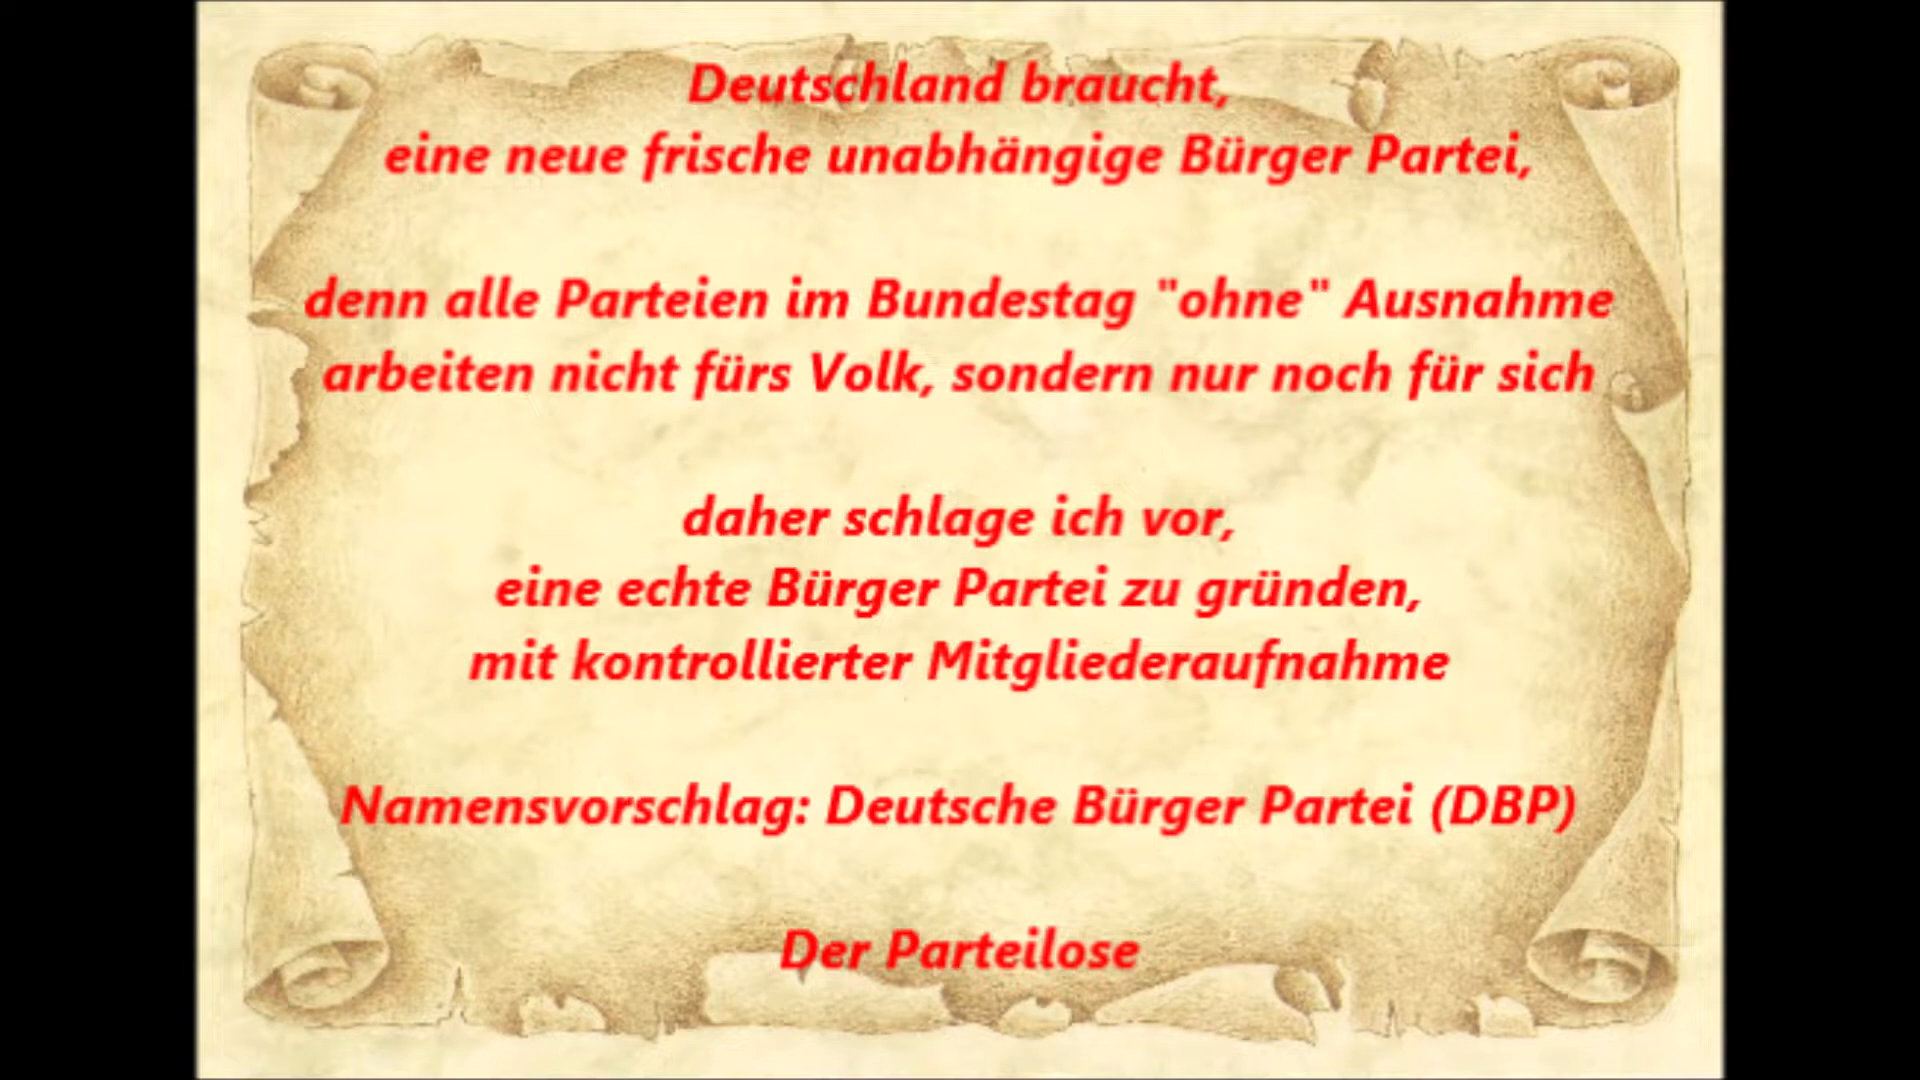 Deutschland braucht,
eine neue frische unabhängige Bürger Partei,
denn alle Parteien im Bundestag "ohne" Ausnahme
arbeiten nicht fürs Volk, sondern nur noch für sich
daher schlage ich vor,
eine echte Bürger Partei zu gründen,
mit kontrollierter Mitgliederaufnahme
Namensvorschlag: Deutsche Bürger Partei (DBP)
Der Parteilose